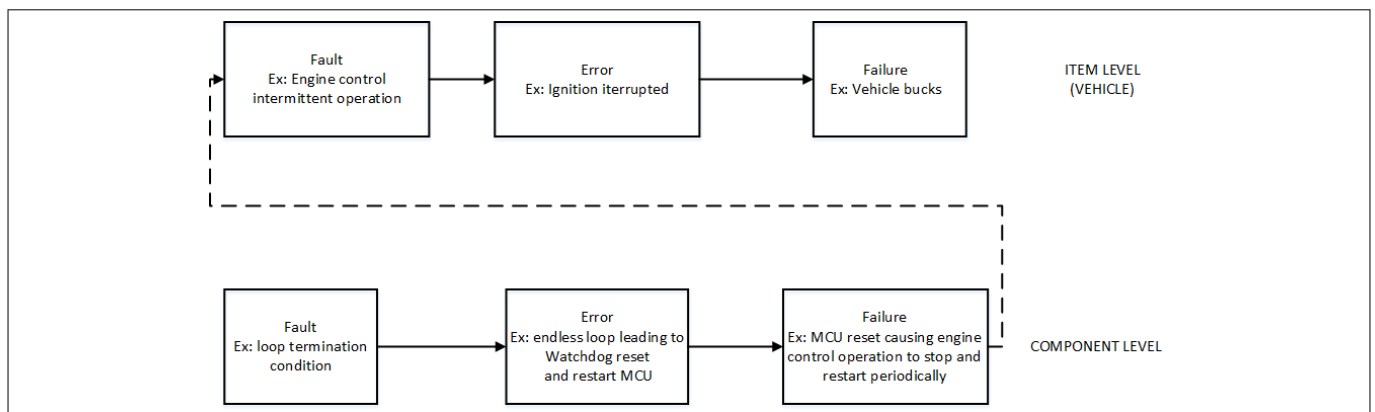 Fault
Ex: Engine control
intermittent operation
Error
Ex: Ignition iterrupted
Failure
Ex: Vehicle bucks
ITEM LEVEL
(VEHICLE)
Fault
Ex: loop termination
condition
Error
Ex: endless loop leading to
Watchdog reset
and restart MCU
Failure
Ex: MCU reset causing engine
control operation to stop and
restart periodically
COMPONENT LEVEL